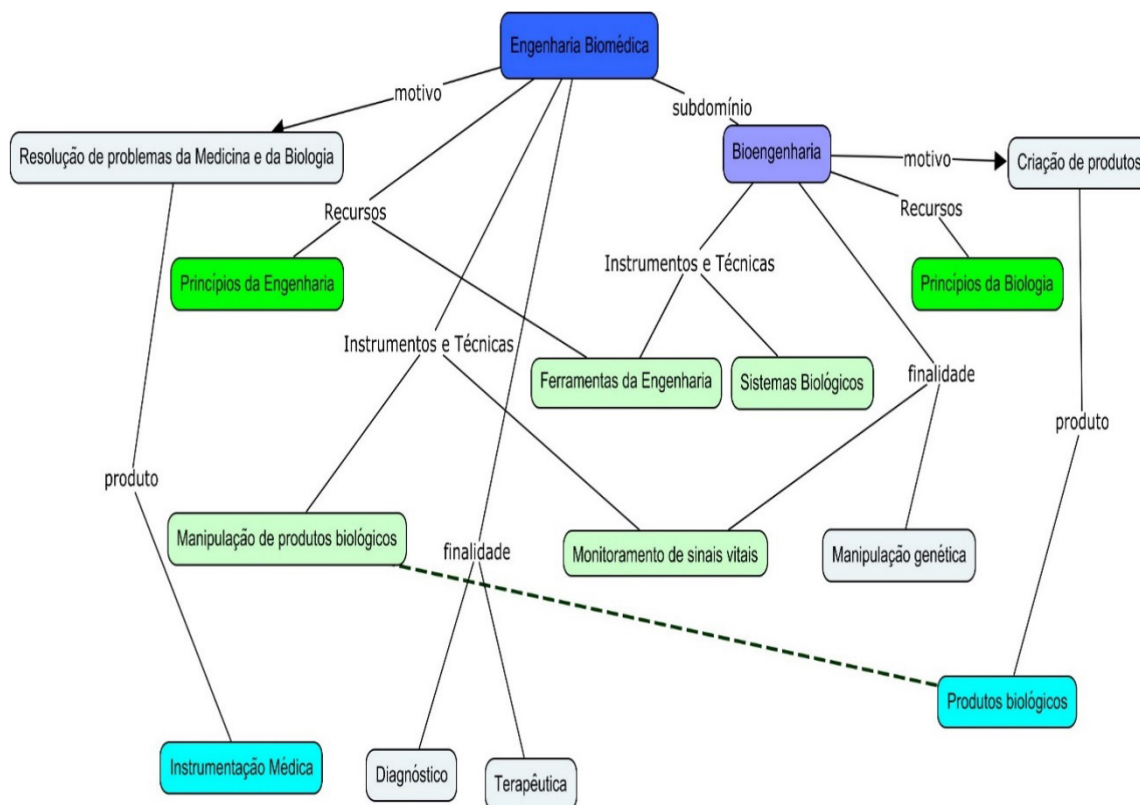 Engenharia Biomédica
motivo
subdomínio
Resolução de problemas da Medicina e da Biologia
Bioengenharia
motivo
Criação de produtos
Recursos
Recursos
Instrumentos e Técnicas
Princípios da Engenharia
Princípios da Biologia
Instrumentos e Técnicas
Ferramentas da Engenharia
Sistemas Biológicos
finalidade
produto
produto
Manipulação de produtos biológicos
finalidade
Monitoramento de sinais vitais
Manipulação genética
Produtos biológicos
Instrumentação Médica
Diagnóstico
Terapêutica